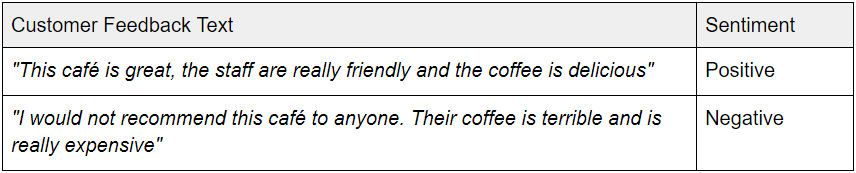 Customer Feedback Text Sentiment
"This café is great, the staff are really friendly and the coffee is delicious" Positive
"I would not recommend this café to anyone. Their coffee is terrible and is Negative
really expensive"